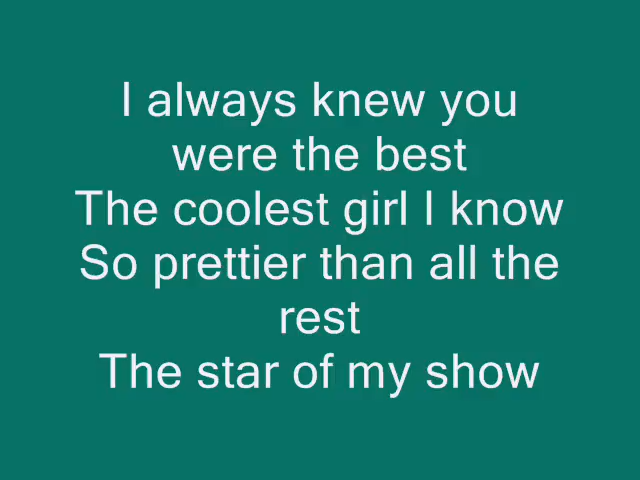 I always knew you
were the best
The coolest girl I know
So prettier than all the
rest
The star of my show